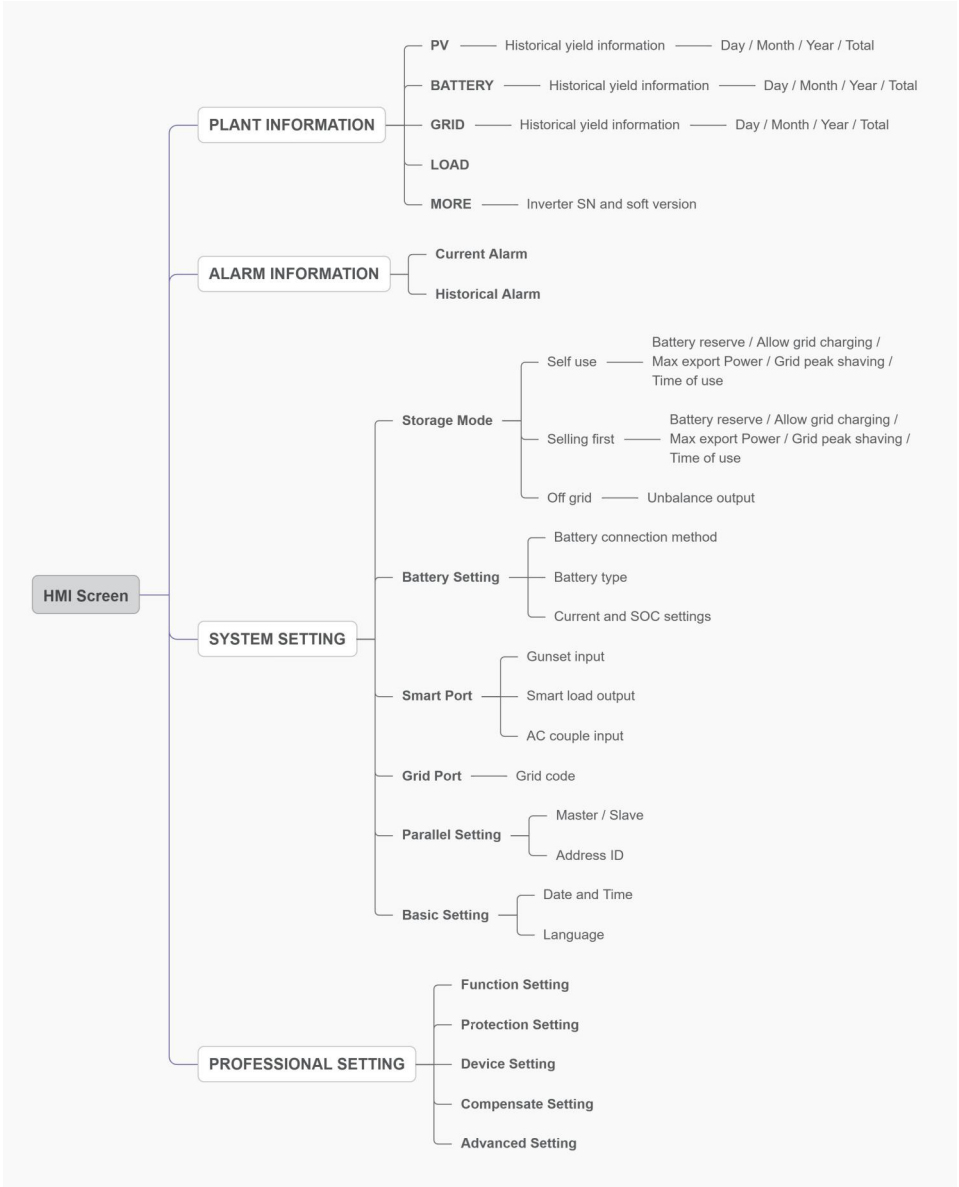 HMI Screen
PLANT INFORMATION
PV
Historical yield information
Day / Month / Year / Total
BATTERY
Historical yield information
Day / Month / Year / Total
GRID
Historical yield information
Day / Month / Year / Total
LOAD
MORE
Inverter SN and soft version
ALARM INFORMATION
Current Alarm
Historical Alarm
SYSTEM SETTING
Storage Mode
Self use
Battery reserve / Allow grid charging /
Max export Power / Grid peak shaving /
Time of use
Selling first
Battery reserve / Allow grid charging /
Max export Power / Grid peak shaving /
Time of use
Off grid
Unbalance output
Battery Setting
Battery connection method
Battery type
Current and SOC settings
Smart Port
Gunset input
Smart load output
AC couple input
Grid Port
Grid code
Parallel Setting
Master / Slave
Address ID
Basic Setting
Date and Time
Language
PROFESSIONAL SETTING
Function Setting
Protection Setting
Device Setting
Compensate Setting
Advanced Setting